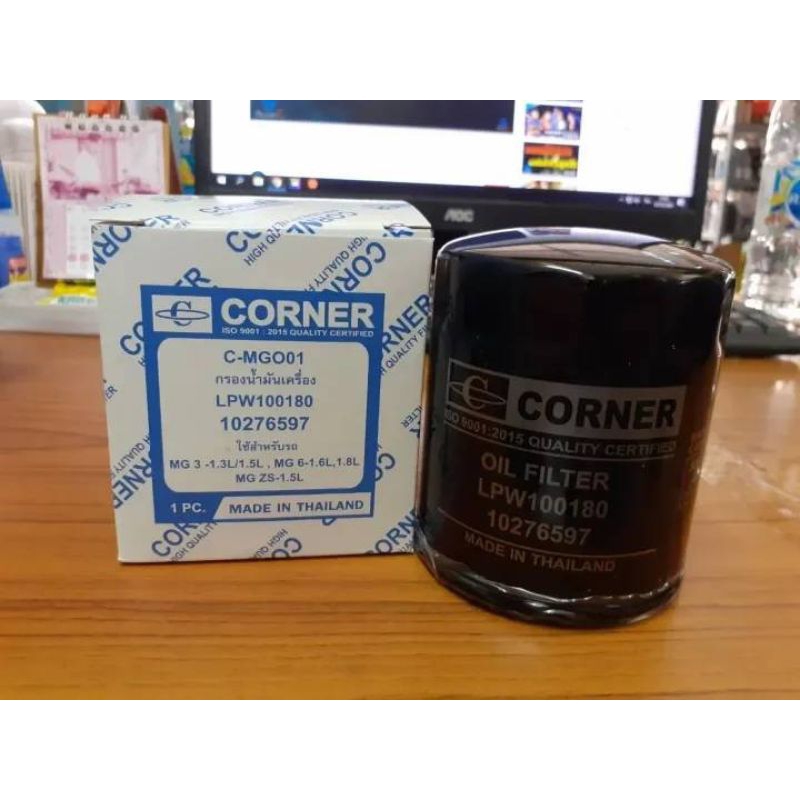 CORNER
ISO 9001 : 2015 QUALITY CERTIFIED
C-MGO01
กรองน้ำมันเครื่อง
LPW100180
10276597
ใช้สำหรับรถ
MG 3 -1.3L/1.5L , MG 6-1.6L,1.8L
MG ZS-1.5L
1 PC.
MADE IN THAILAND
C CORNER
ISO 9001:2015 QUALITY CERTIFIED
OIL FILTER
LPW100180
10276597
MADE IN THAILAND
AOC